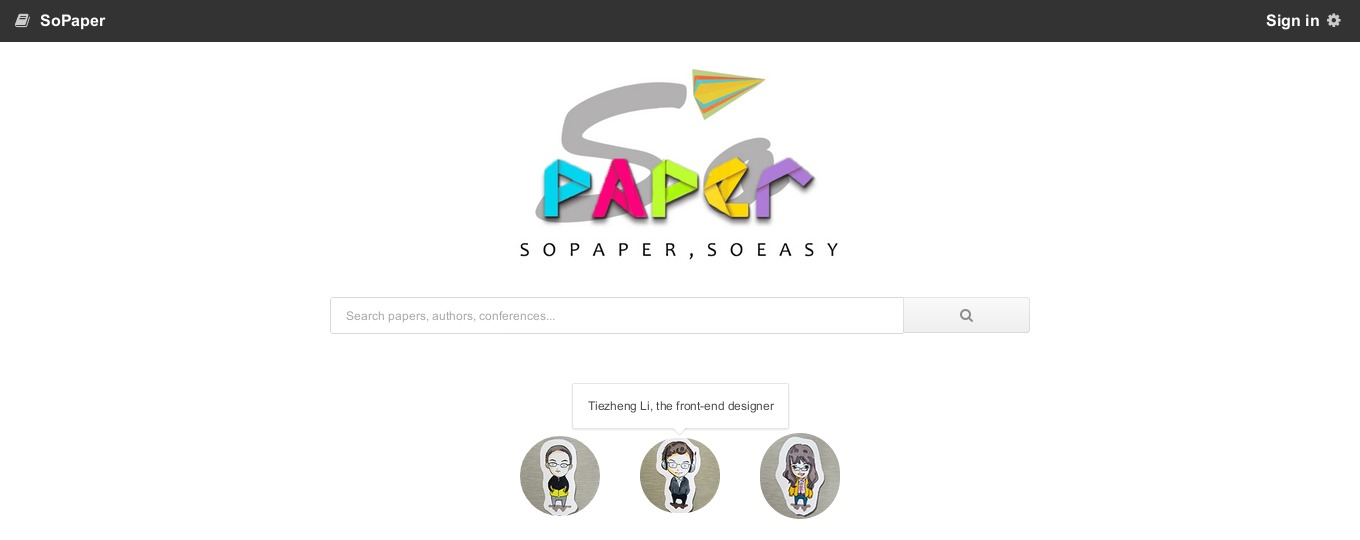 SoPaper
Sign in
So
PAPER
SOPAPER,SOEASY
Search papers, authors, conferences...
Tiezheng Li, the front-end designer